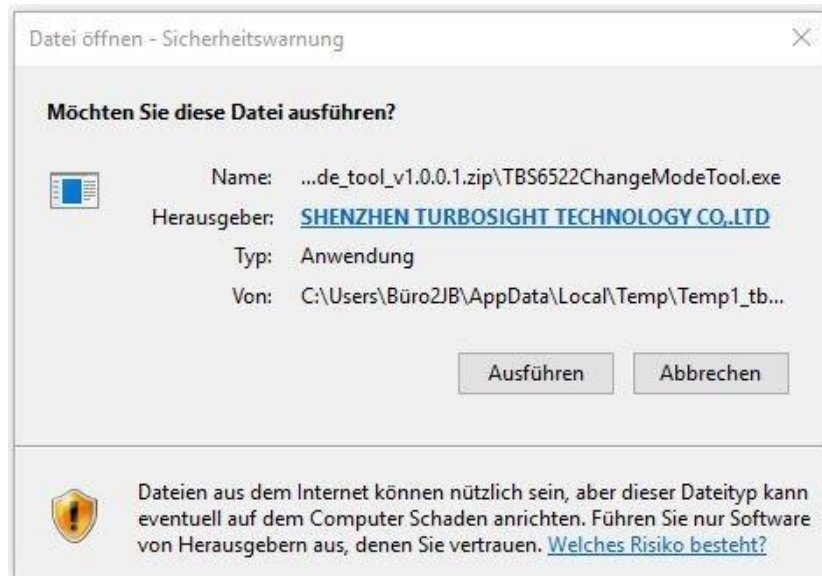 Datei öffnen - Sicherheitswarnung
Möchten Sie diese Datei ausführen?
Name: ...de_tool_v1.0.0.1.zip\TBS6522ChangeModeTool.exe
Herausgeber: SHENZHEN TURBOSIGHT TECHNOLOGY CO,.LTD
Typ: Anwendung
Von: C:\Users\Büro2JB\AppData\Local\Temp\Temp1_tb...
Ausführen Abbrechen
Dateien aus dem Internet können nützlich sein, aber dieser Dateityp kann
eventuell auf dem Computer Schaden anrichten. Führen Sie nur Software
von Herausgebern aus, denen Sie vertrauen. Welches Risiko besteht?